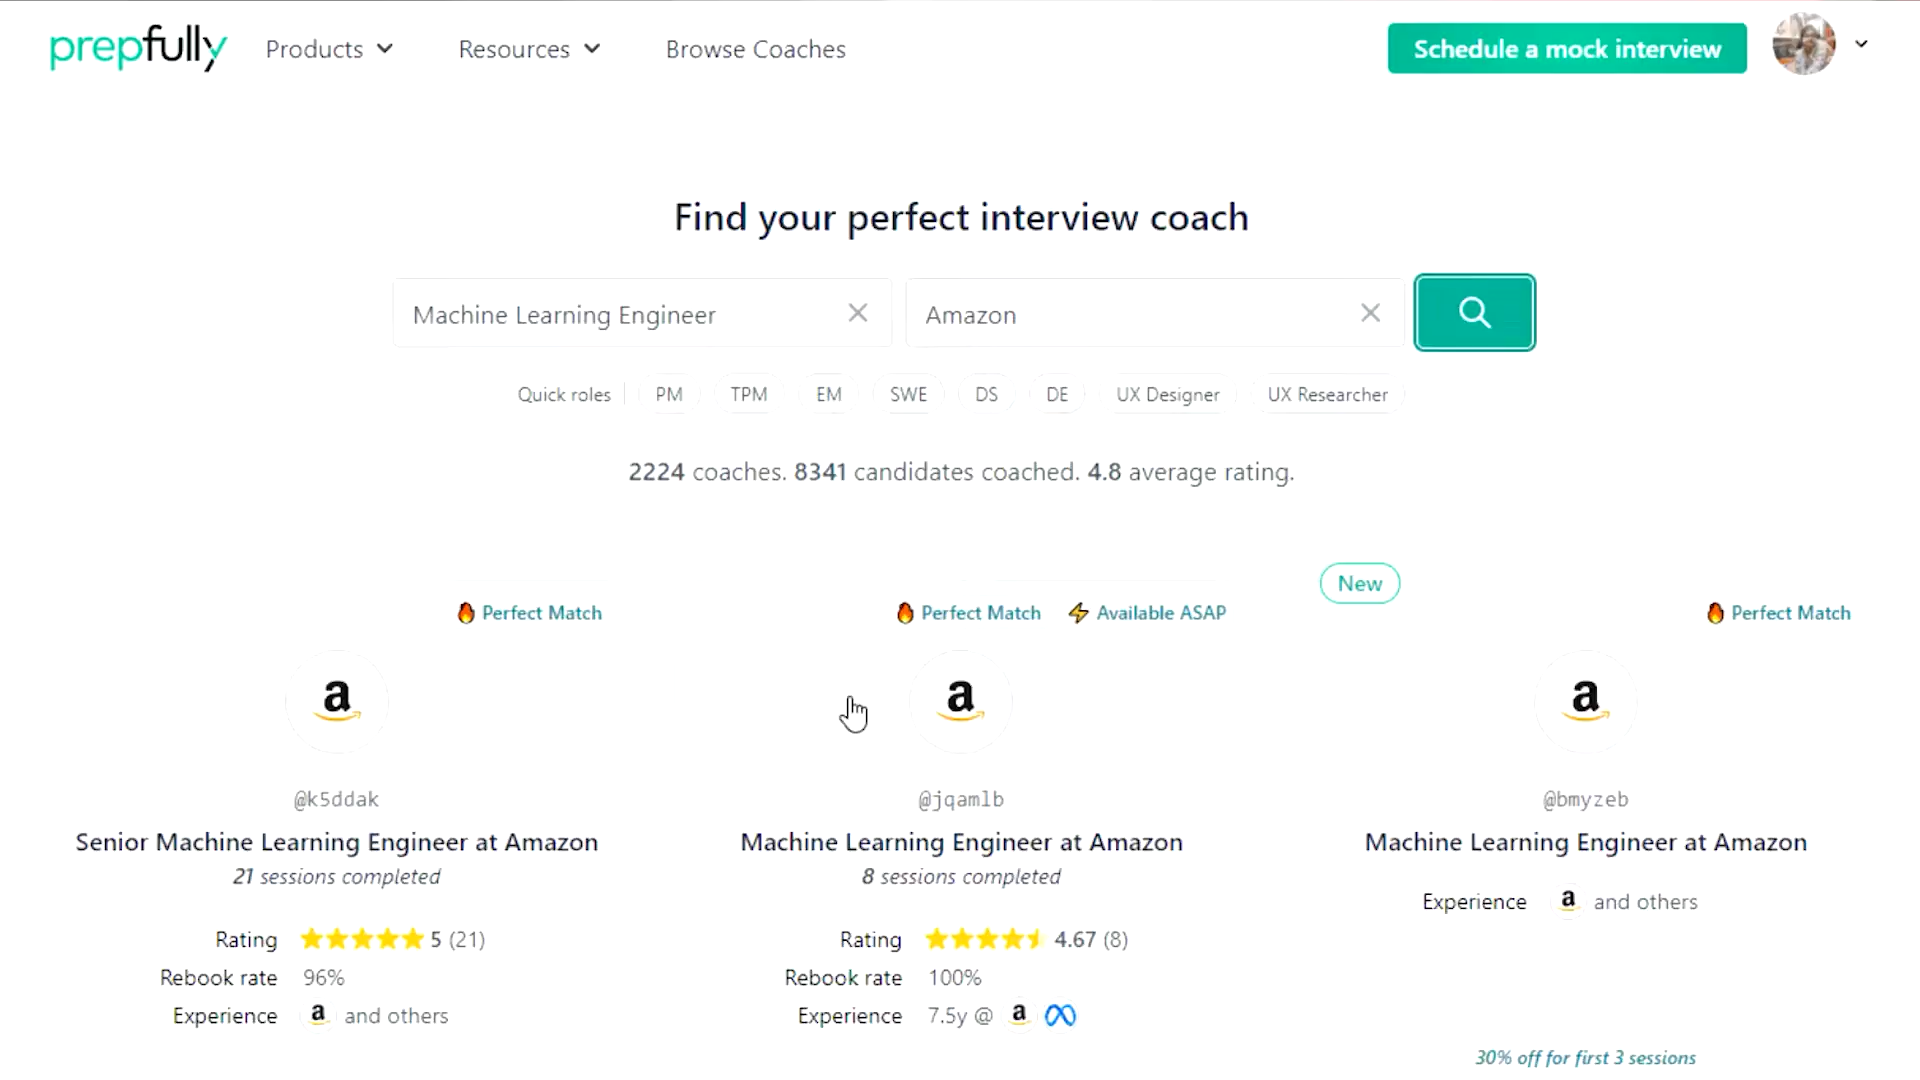 prepfully Products Resources Browse Coaches Schedule a mock interview
Find your perfect interview coach
Machine Learning Engineer Amazon
Quick roles PM TPM EM SWE DS DE UX Designer UX Researcher
2224 coaches. 8341 candidates coached. 4.8 average rating.
New
Perfect Match
Perfect Match Available ASAP
Perfect Match
a
@k5ddak
Senior Machine Learning Engineer at Amazon
21 sessions completed
Rating 5 (21)
Rebook rate 96%
Experience a and others
a
@jqamlb
Machine Learning Engineer at Amazon
8 sessions completed
Rating 4.67 (8)
Rebook rate 100%
Experience 7.5y @ a
a
@bmyzeb
Machine Learning Engineer at Amazon
Experience a and others
30% off for first 3 sessions